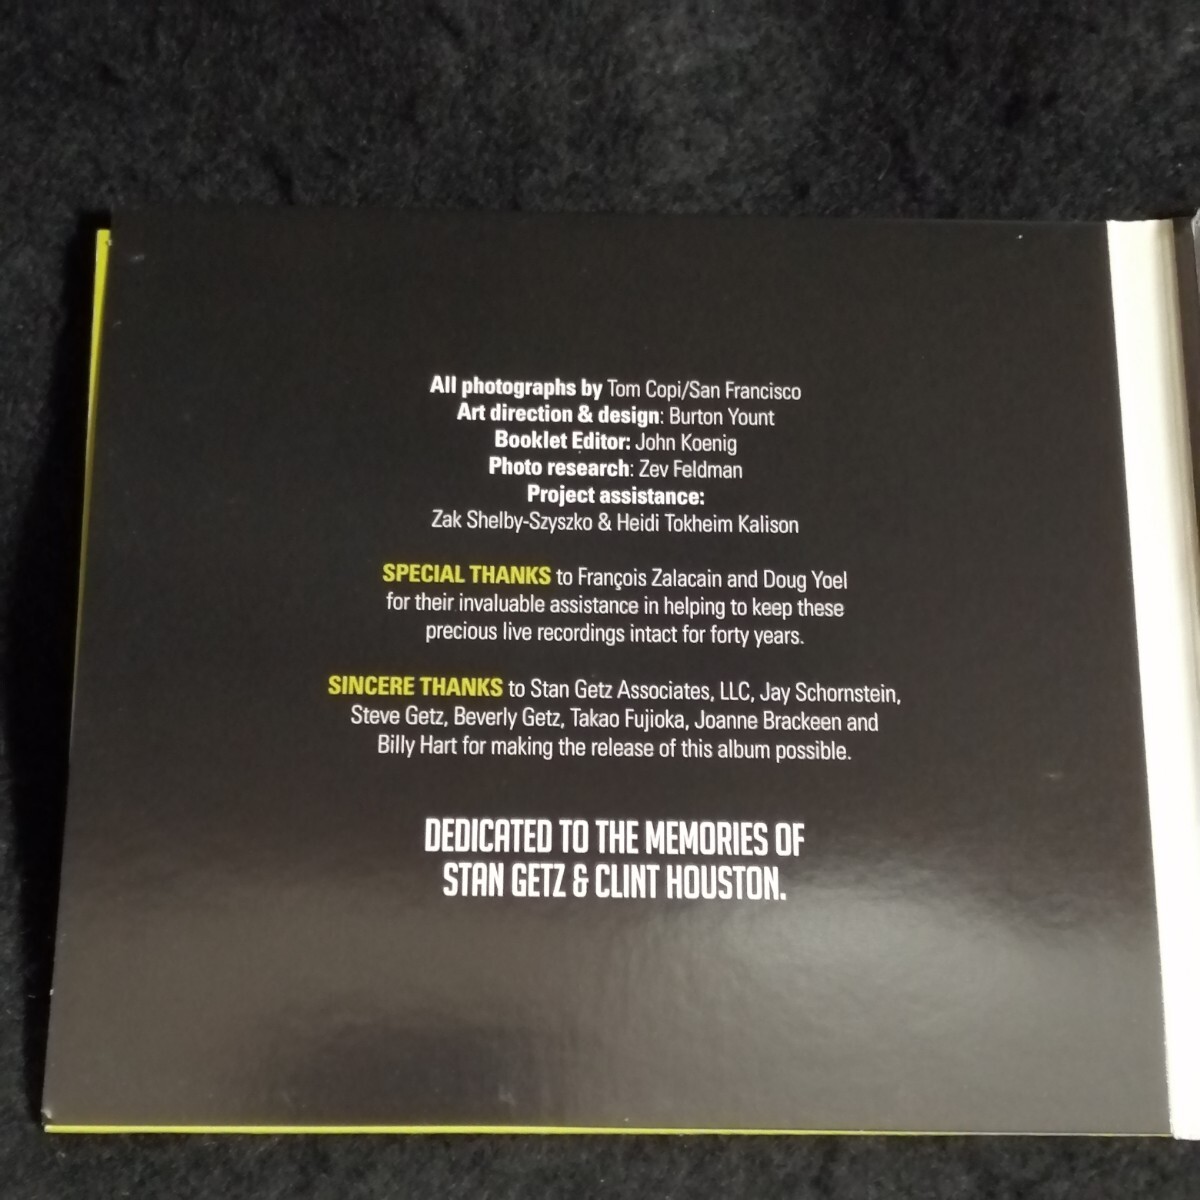 All photographs by Tom Copi/San Francisco
Art direction & design: Burton Yount
Booklet Editor: John Koenig
Photo research: Zev Feldman
Project assistance:
Zak Shelby-Szyszko & Heidi Tokheim Kalison
SPECIAL THANKS to François Zalacain and Doug Yoel
for their invaluable assistance in helping to keep these
precious live recordings intact for forty years.
SINCERE THANKS to Stan Getz Associates, LLC, Jay Schornstein,
Steve Getz, Beverly Getz, Takao Fujioka, Joanne Brackeen and
Billy Hart for making the release of this album possible.
DEDICATED TO THE MEMORIES OF
STAN GETZ & CLINT HOUSTON.